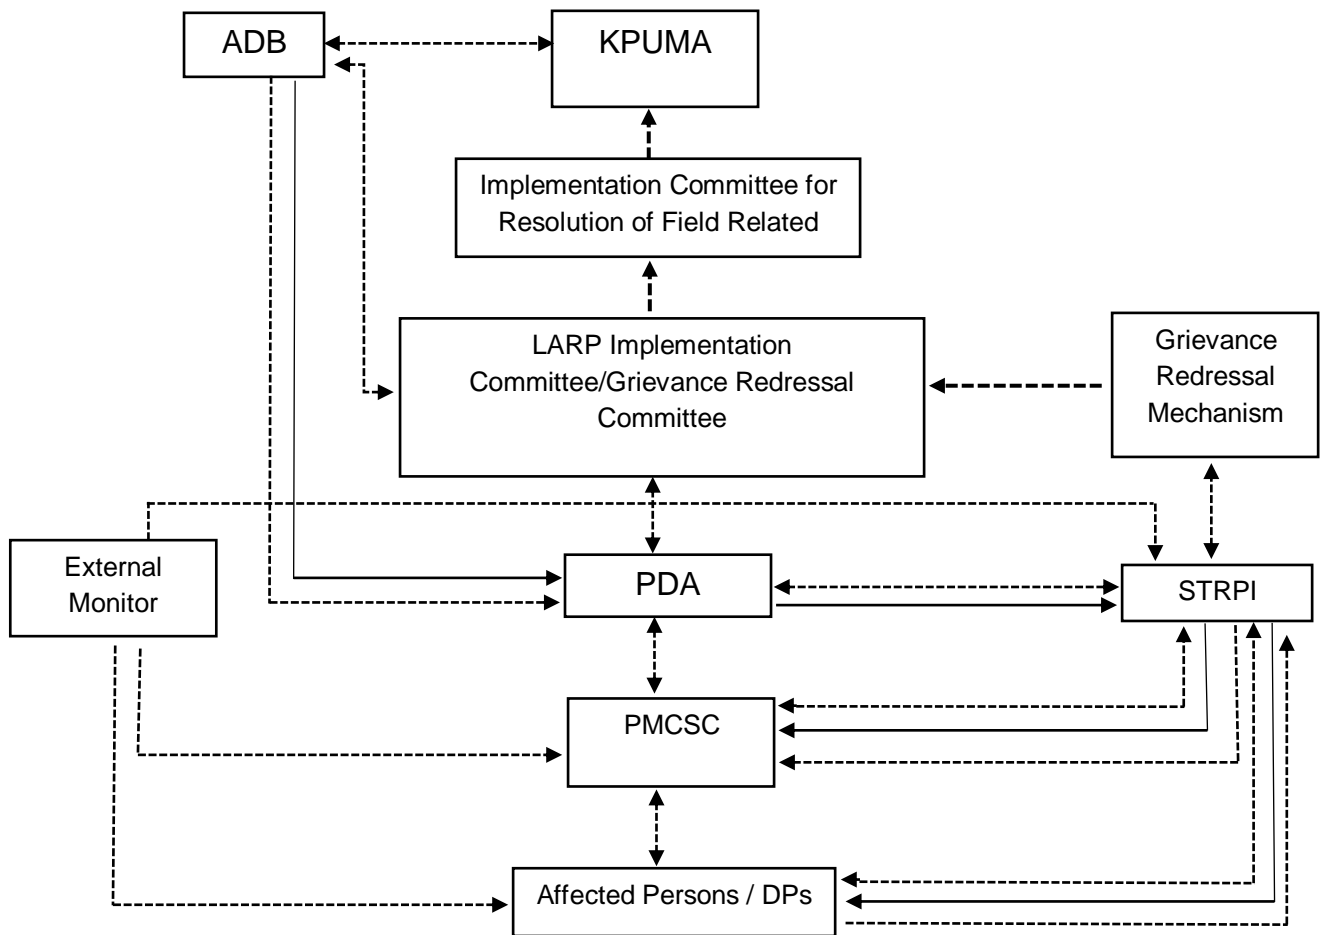 ADB
KPUMA
Implementation Committee for
Resolution of Field Related
LARP Implementation
Committee/Grievance Redressal
Committee
Grievance
Redressal
Mechanism
External
Monitor
PDA
STRPI
PMCSC
Affected Persons / DPs